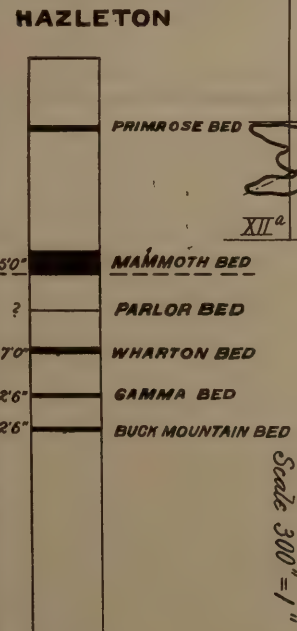 HAZLETON
PRIMROSE BED
XII a
5'0" MAMMOTH BED
? PARLOR BED
7'0" WHARTON BED
2'6" GAMMA BED
2'6" BUCK MOUNTAIN BED
Scale 300"=1"